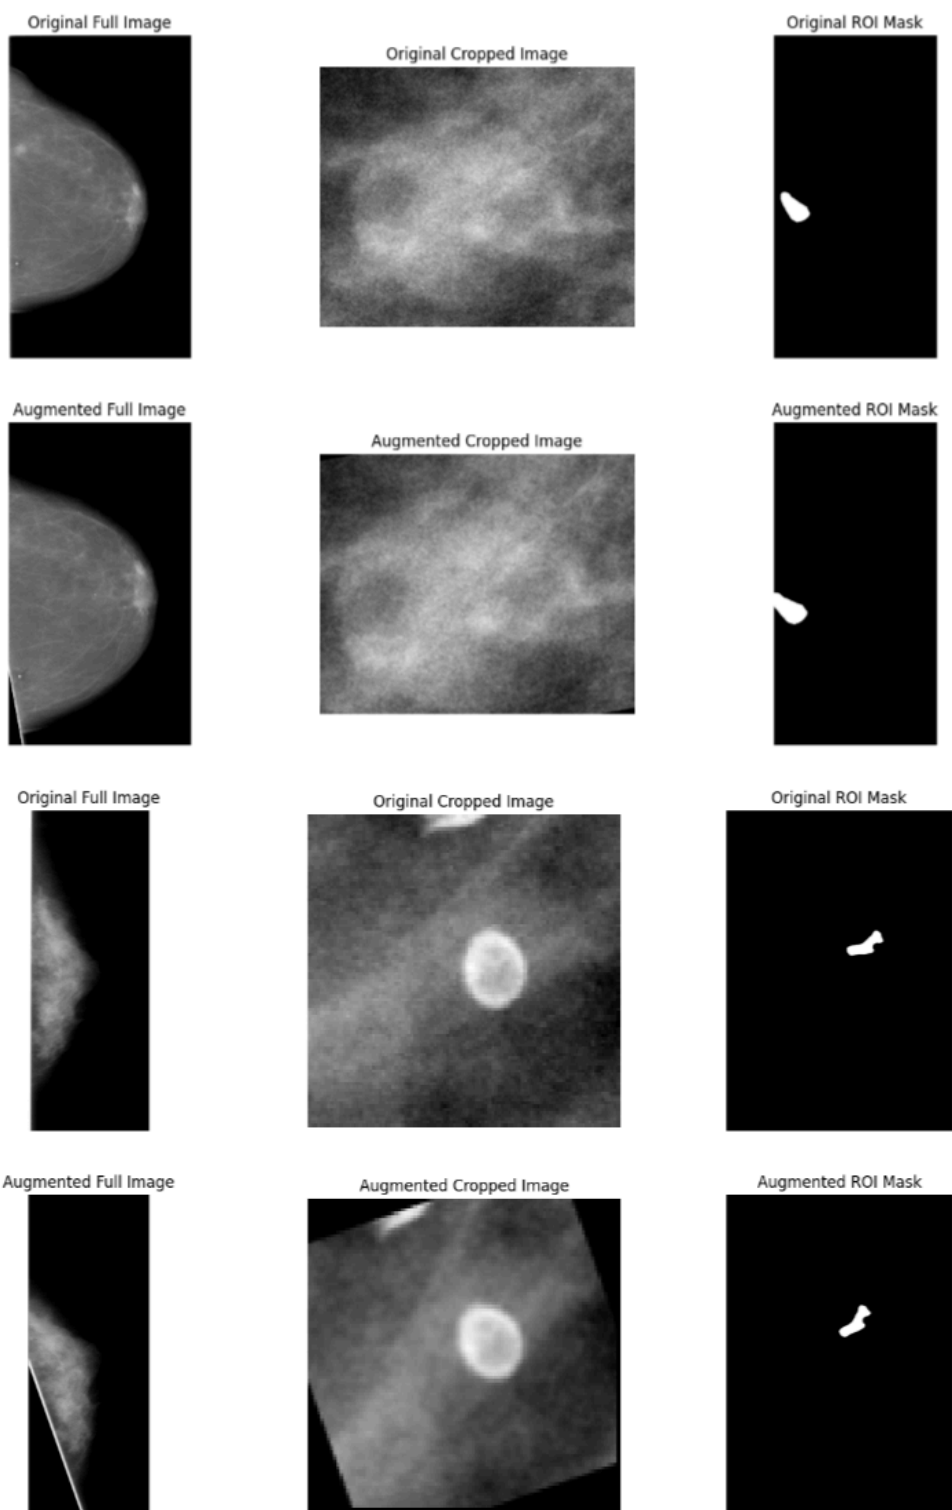 Original Full Image
Original Cropped Image
Original ROI Mask
Augmented Full Image
Augmented Cropped Image
Augmented ROI Mask
Original Full Image
Original Cropped Image
Original ROI Mask
Augmented Full Image
Augmented Cropped Image
Augmented ROI Mask